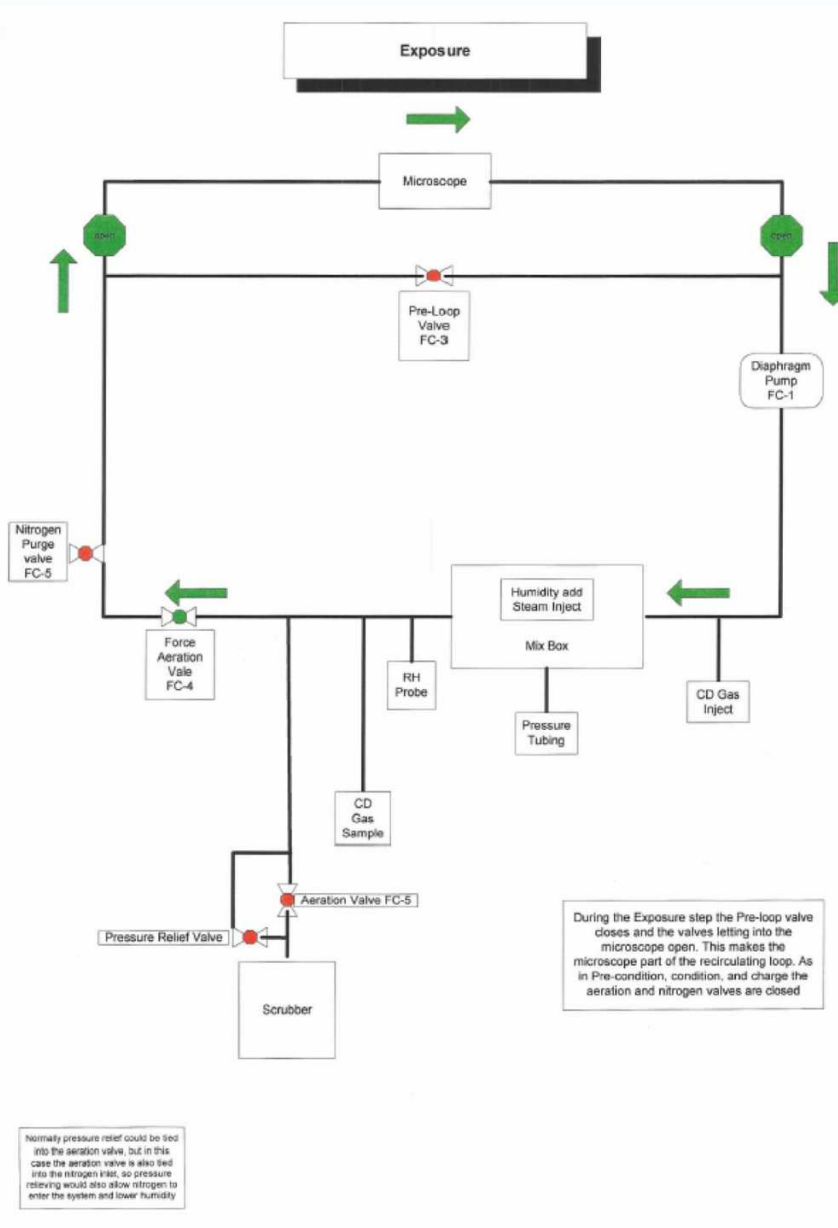 Exposure
Microscope
open
open
Pre-Loop
Valve
FC-3
Diaphragm
Pump
FC-1
Nitrogen
Purge
valve
FC-5
Humidity add
Steam Inject
Mix Box
Force
Aeration
Vale
FC-4
RH
Probe
CD Gas
Inject
Pressure
Tubing
CD
Gas
Sample
Aeration Valve FC-5
Pressure Relief Valve
Scrubber
During the Exposure step the Pre-loop valve
closes and the valves letting into the
microscope open. This makes the
microscope part of the recirculating loop. As
in Pre-condition, condition, and charge the
aeration and nitrogen valves are closed
Normally pressure relief could be tied
into the aeration valve, but in this
case the aeration valve is also tied
into the nitrogen inlet, so pressure
relieving would also allow nitrogen to
enter the system and lower humidity